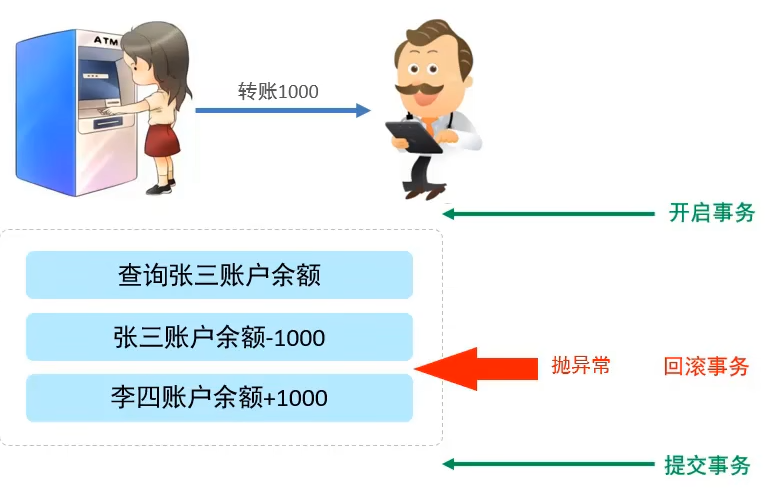 ATM
转账1000
开启事务
查询张三账户余额
张三账户余额-1000
抛异常
回滚事务
李四账户余额+1000
提交事务